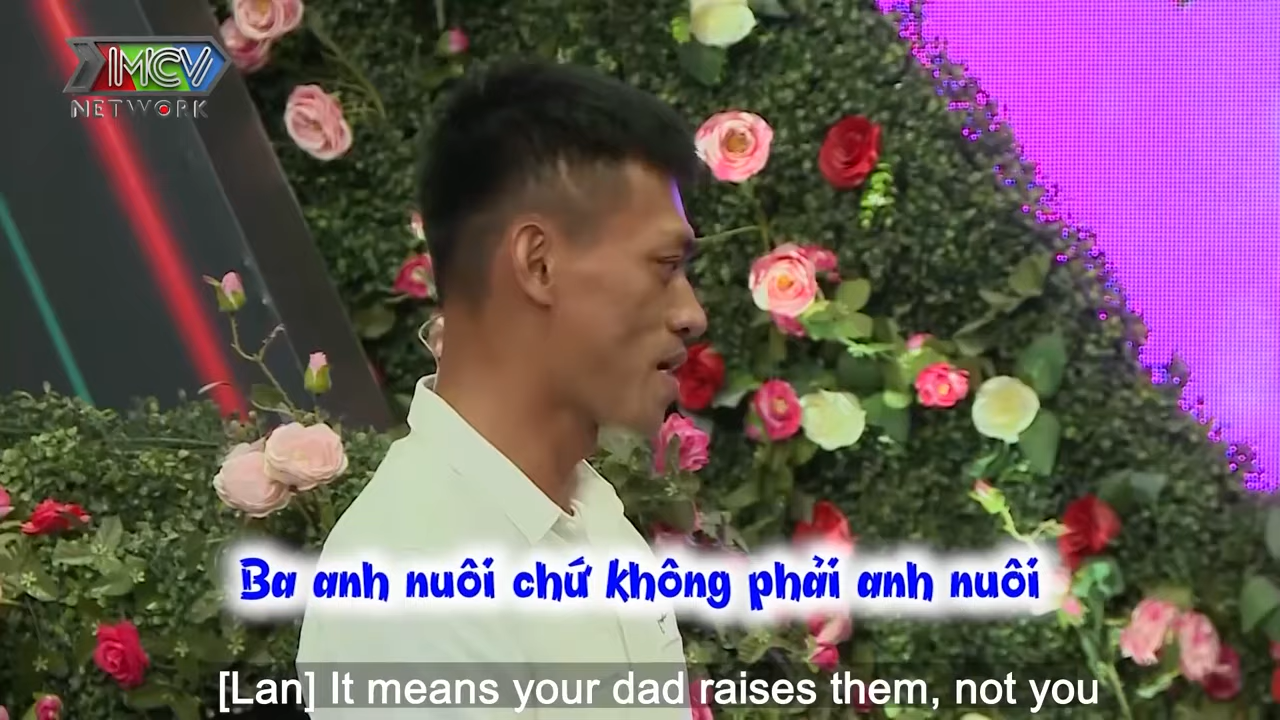 MCV
NETWORK
Ba anh nuôi chứ không phải anh nuôi
[Lan] It means your dad raises them, not you